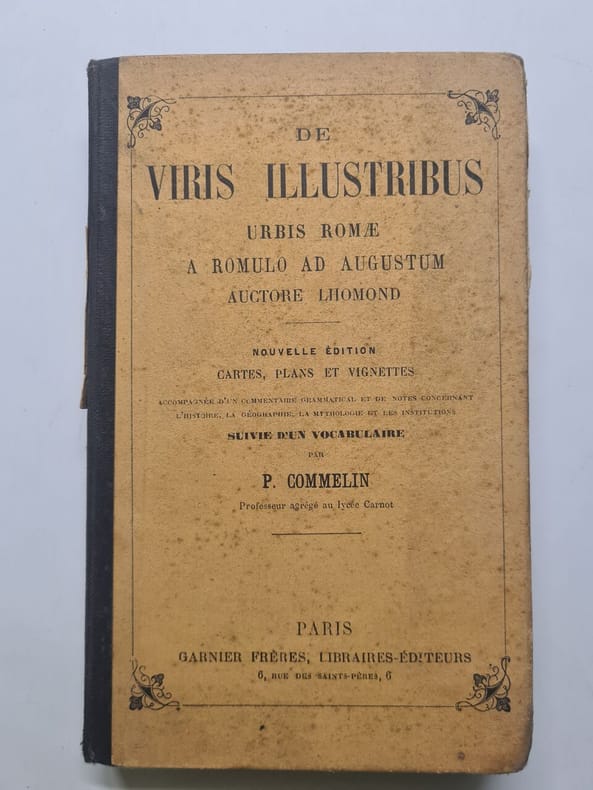 DE
VIRIS ILLUSTRIBUS
URBIS ROMÆ
A ROMULO AD AUGUSTUM
AUCTORE LHOMOND
NOUVELLE ÉDITION
CARTES, PLANS ET VIGNETTES
ACCOMPAGNÉE D'UN COMMENTAIRE GRAMMATICAL ET DE NOTES CONCERNANT
L'HISTOIRE, LA GÉOGRAPHIE, LA MYTHOLOGIE ET LES INSTITUTIONS
SUIVIE D'UN VOCABULAIRE
PAR
P. COMMELIN
Professeur agrégé au lycée Carnot
PARIS
GARNIER FRÈRES, LIBRAIRES-ÉDITEURS
6, RUE DES SAINTS-PÈRES, 6